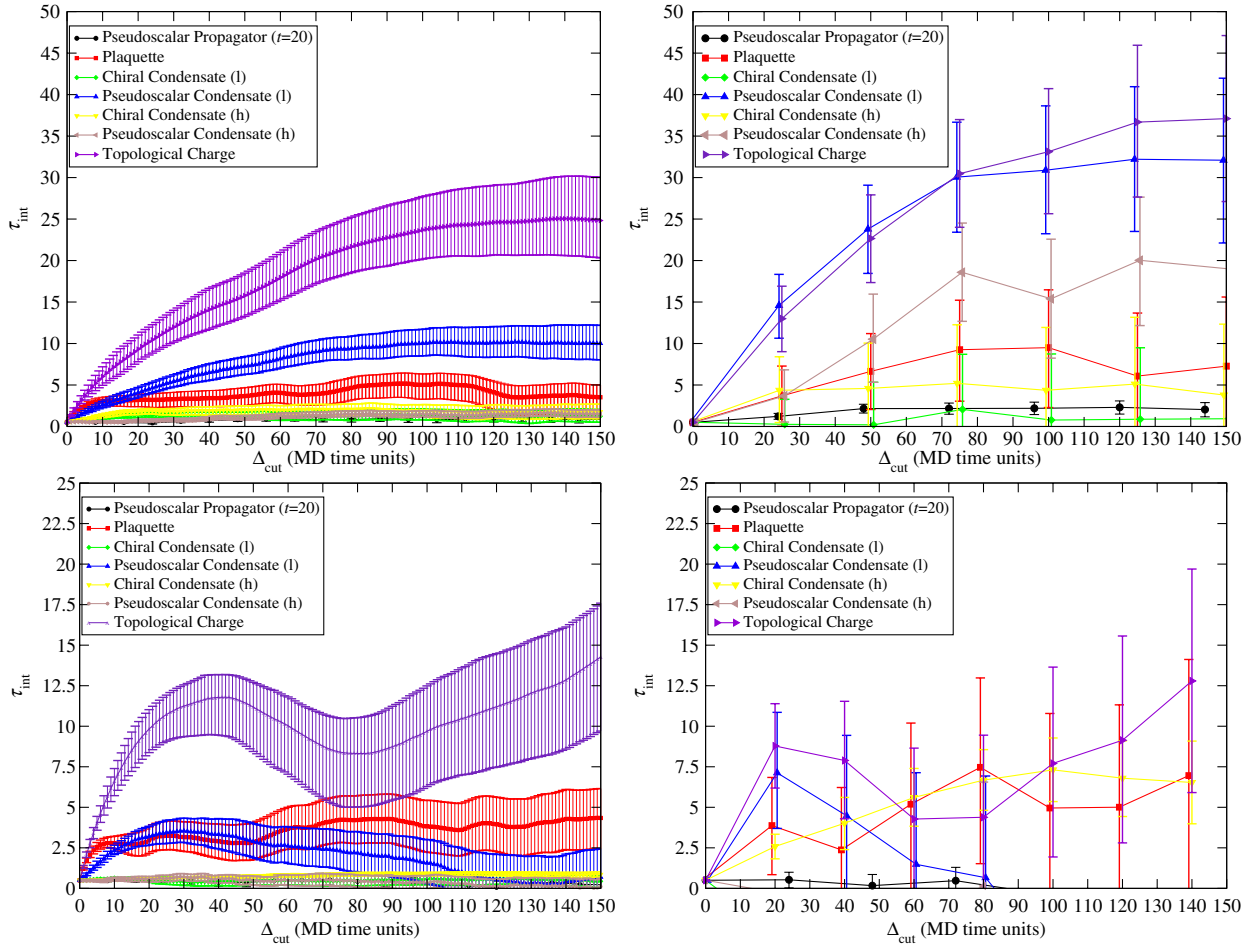 50
45
40
35
30
25
20
15
10
5
0
τint
Pseudoscalar Propagator (t=20)
Plaquette
Chiral Condensate (l)
Pseudoscalar Condensate (l)
Chiral Condensate (h)
Pseudoscalar Condensate (h)
Topological Charge
0 10 20 30 40 50 60 70 80 90 100 110 120 130 140 150
Δcut (MD time units)
50
45
40
35
30
25
20
15
10
5
0
τint
Pseudoscalar Propagator (t=20)
Plaquette
Chiral Condensate (l)
Pseudoscalar Condensate (l)
Chiral Condensate (h)
Pseudoscalar Condensate (h)
Topological Charge
0 10 20 30 40 50 60 70 80 90 100 110 120 130 140 150
Δcut (MD time units)
25
22.5
20
17.5
15
12.5
10
7.5
5
2.5
0
τint
Pseudoscalar Propagator (t=20)
Plaquette
Chiral Condensate (l)
Pseudoscalar Condensate (l)
Chiral Condensate (h)
Pseudoscalar Condensate (h)
Topological Charge
0 10 20 30 40 50 60 70 80 90 100 110 120 130 140 150
Δcut (MD time units)
25
22.5
20
17.5
15
12.5
10
7.5
5
2.5
0
τint
Pseudoscalar Propagator (t=20)
Plaquette
Chiral Condensate (l)
Pseudoscalar Condensate (l)
Chiral Condensate (h)
Pseudoscalar Condensate (h)
Topological Charge
0 10 20 30 40 50 60 70 80 90 100 110 120 130 140 150
Δcut (MD time units)